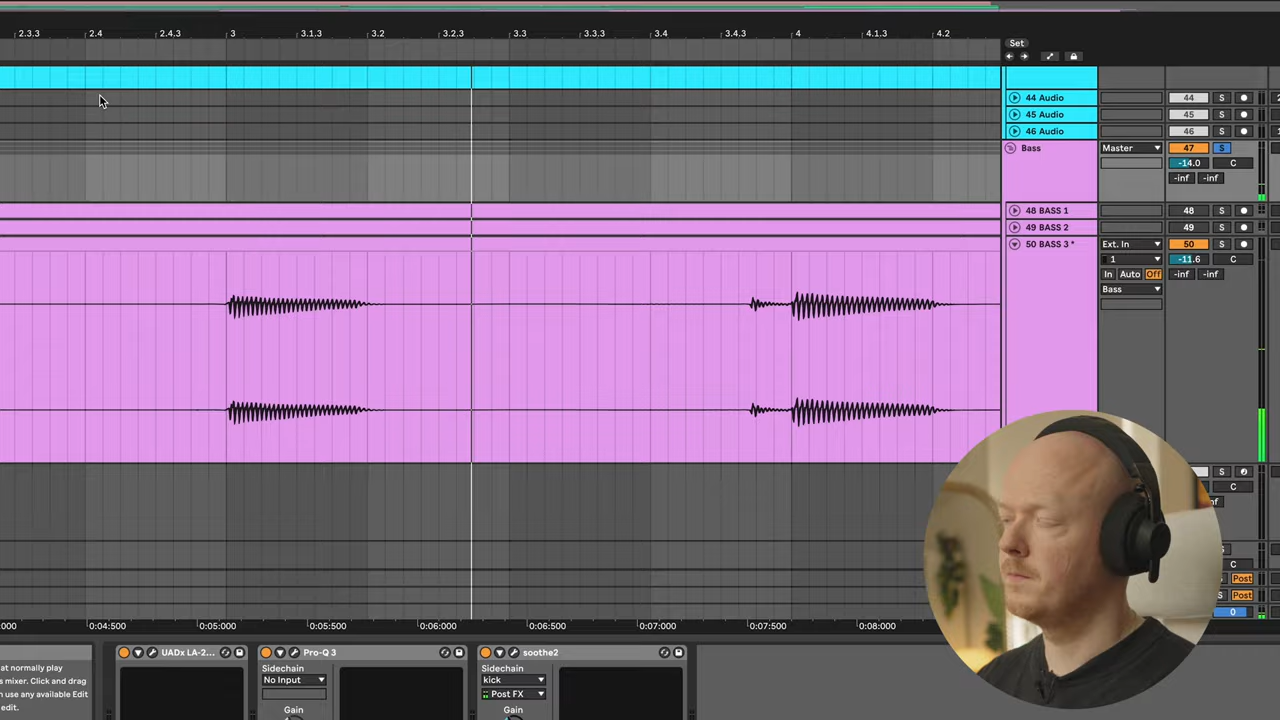 2.3.3 2.4 2.4.3 3 3.1.3 3.2 3.2.3 3.3 3.3.3 3.4 3.4.3 4 4.1.3 4.2
Set
44 Audio 44 S
45 Audio 45 S
46 Audio 46 S
Bass Master 47 S
-14.0 C
-inf -inf
48 BASS 1 48 S
49 BASS 2 49 S
50 BASS 3 * Ext. In 50 S
1 -11.6 C
In Auto Off -inf -inf
Bass
S
C
C
Post
S Post
0
0:04:500 0:05:000 0:05:500 0:06:000 0:06:500 0:07:000 0:07:500 0:08:000
UADx LA-2... Pro-Q 3 soothe2
at normally play
s mixer. Click and drag
use any available Edit
edit.
Sidechain
No Input
Gain
Sidechain
kick
Post FX
Gain